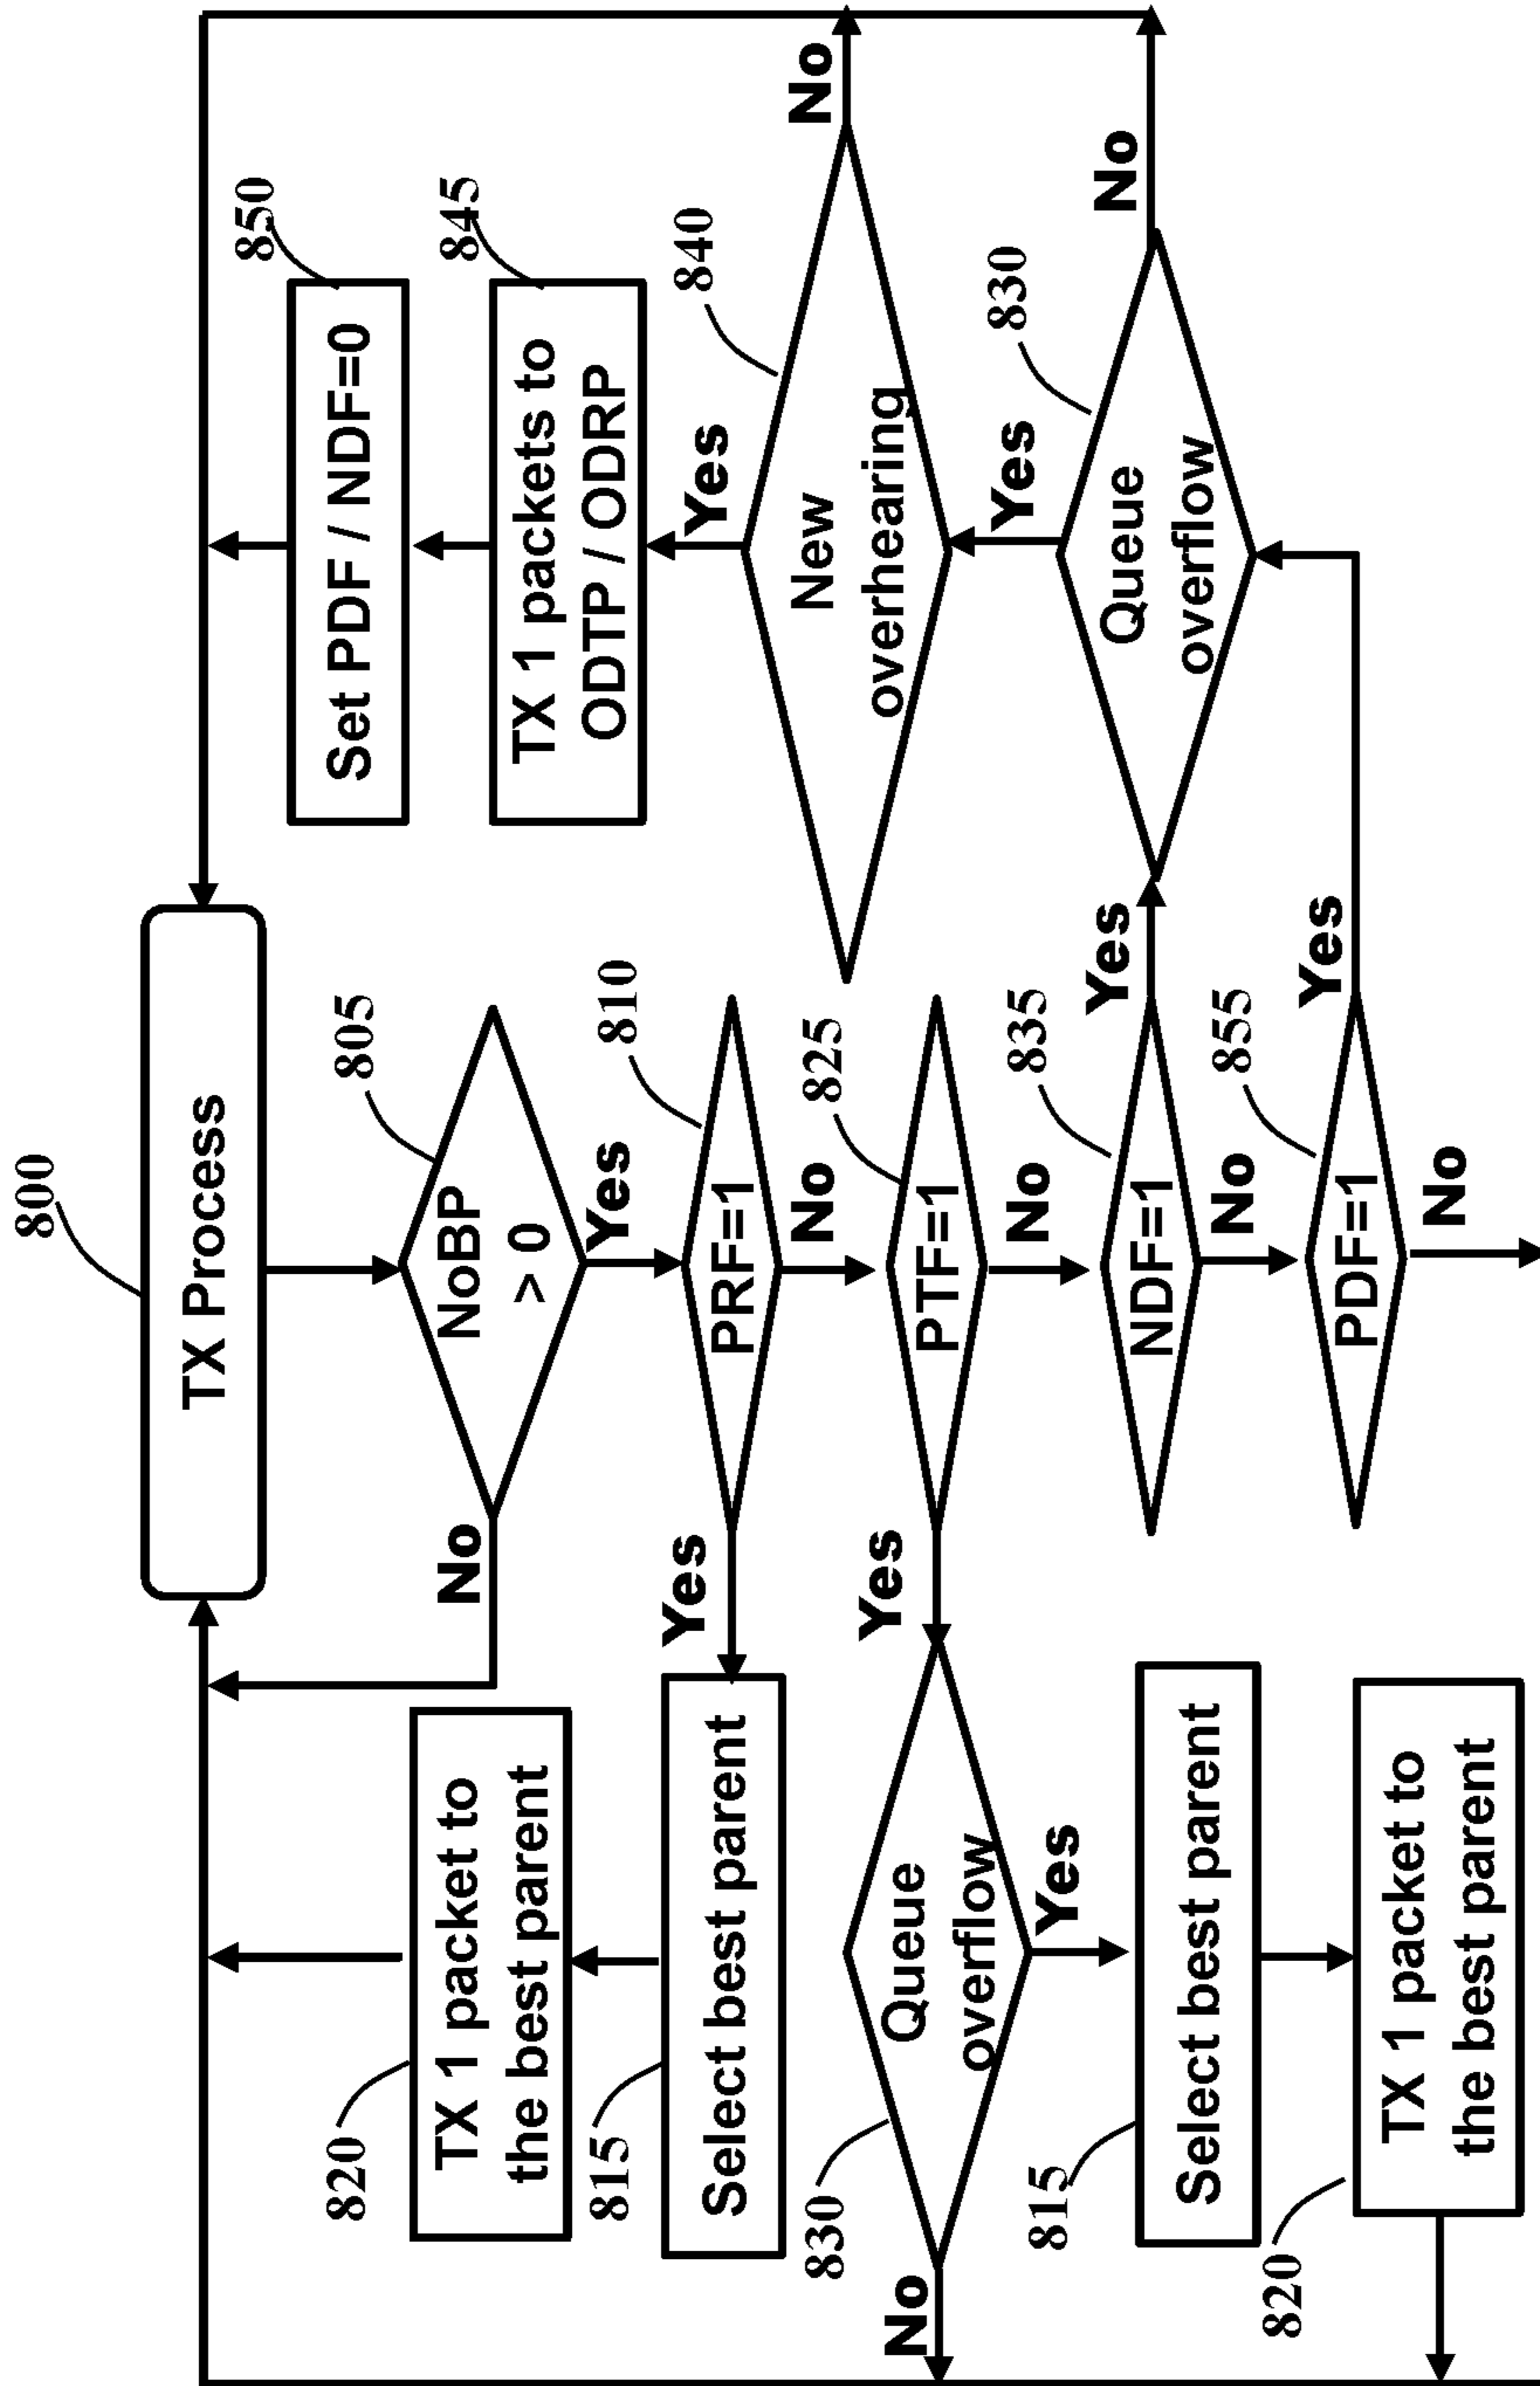 800
TX Process
850
Set PDF / NDF=0
805
NoBP
> 0
No
Yes
820
TX 1 packet to
the best parent
845
TX 1 packets to
ODTP / ODRP
Yes
815
Select best parent
Yes
810
PRF=1
No
840
New
overhearing
No
Yes
830
Queue
overflow
No
Yes
Yes
825
PTF=1
No
815
Select best parent
835
NDF=1
Yes
No
830
Queue
overflow
No
820
TX 1 packet to
the best parent
855
PDF=1
Yes
No